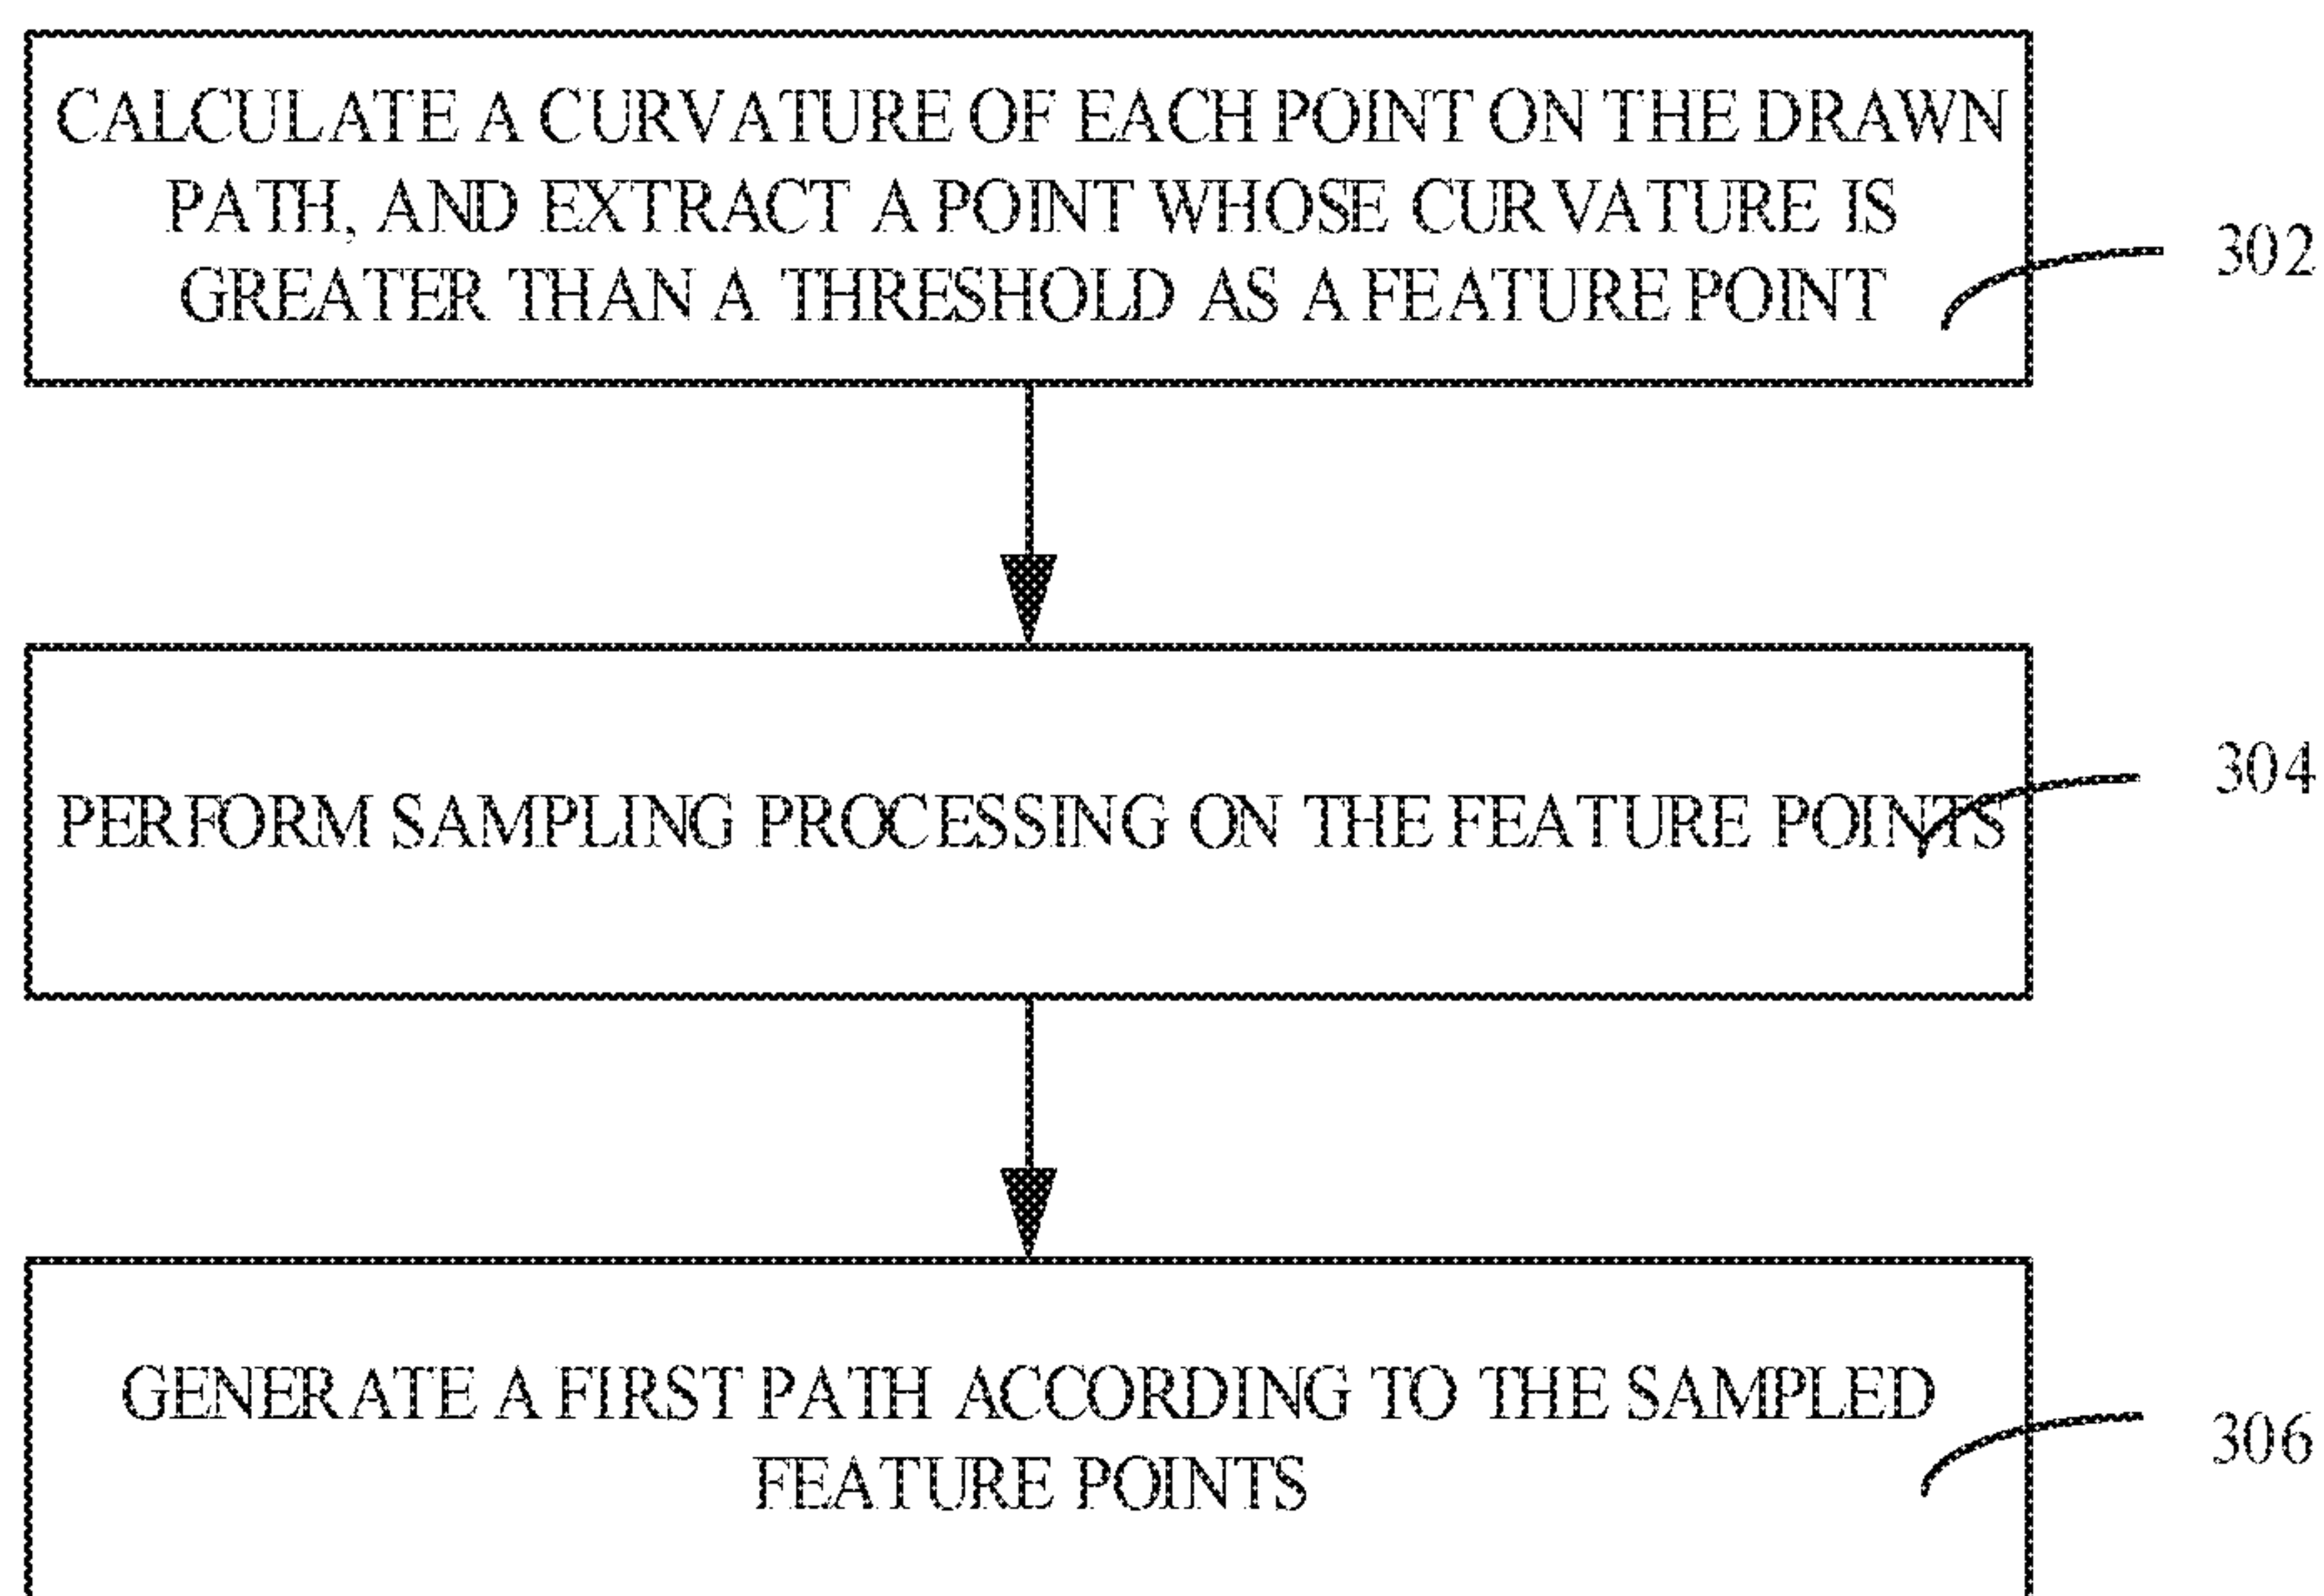 CALCULATE A CURVATURE OF EACH POINT ON THE DRAWN
PATH, AND EXTRACT A POINT WHOSE CURVATURE IS
GREATER THAN A THRESHOLD AS A FEATURE POINT
302
PERFORM SAMPLING PROCESSING ON THE FEATURE POINTS
304
GENERATE A FIRST PATH ACCORDING TO THE SAMPLED
FEATURE POINTS
306